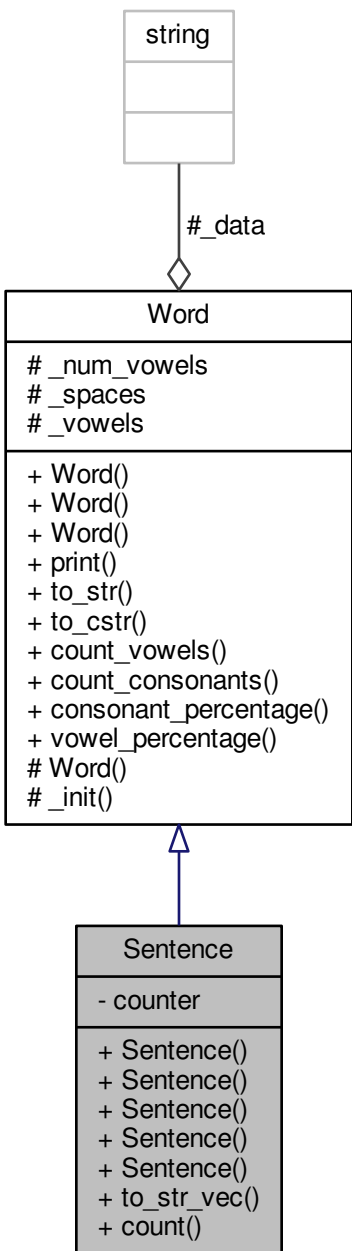 string
#_data
Word
# _num_vowels
# _spaces
# _vowels
+ Word()
+ Word()
+ Word()
+ print()
+ to_str()
+ to_cstr()
+ count_vowels()
+ count_consonants()
+ consonant_percentage()
+ vowel_percentage()
# Word()
# _init()
Sentence
- counter
+ Sentence()
+ Sentence()
+ Sentence()
+ Sentence()
+ Sentence()
+ to_str_vec()
+ count()